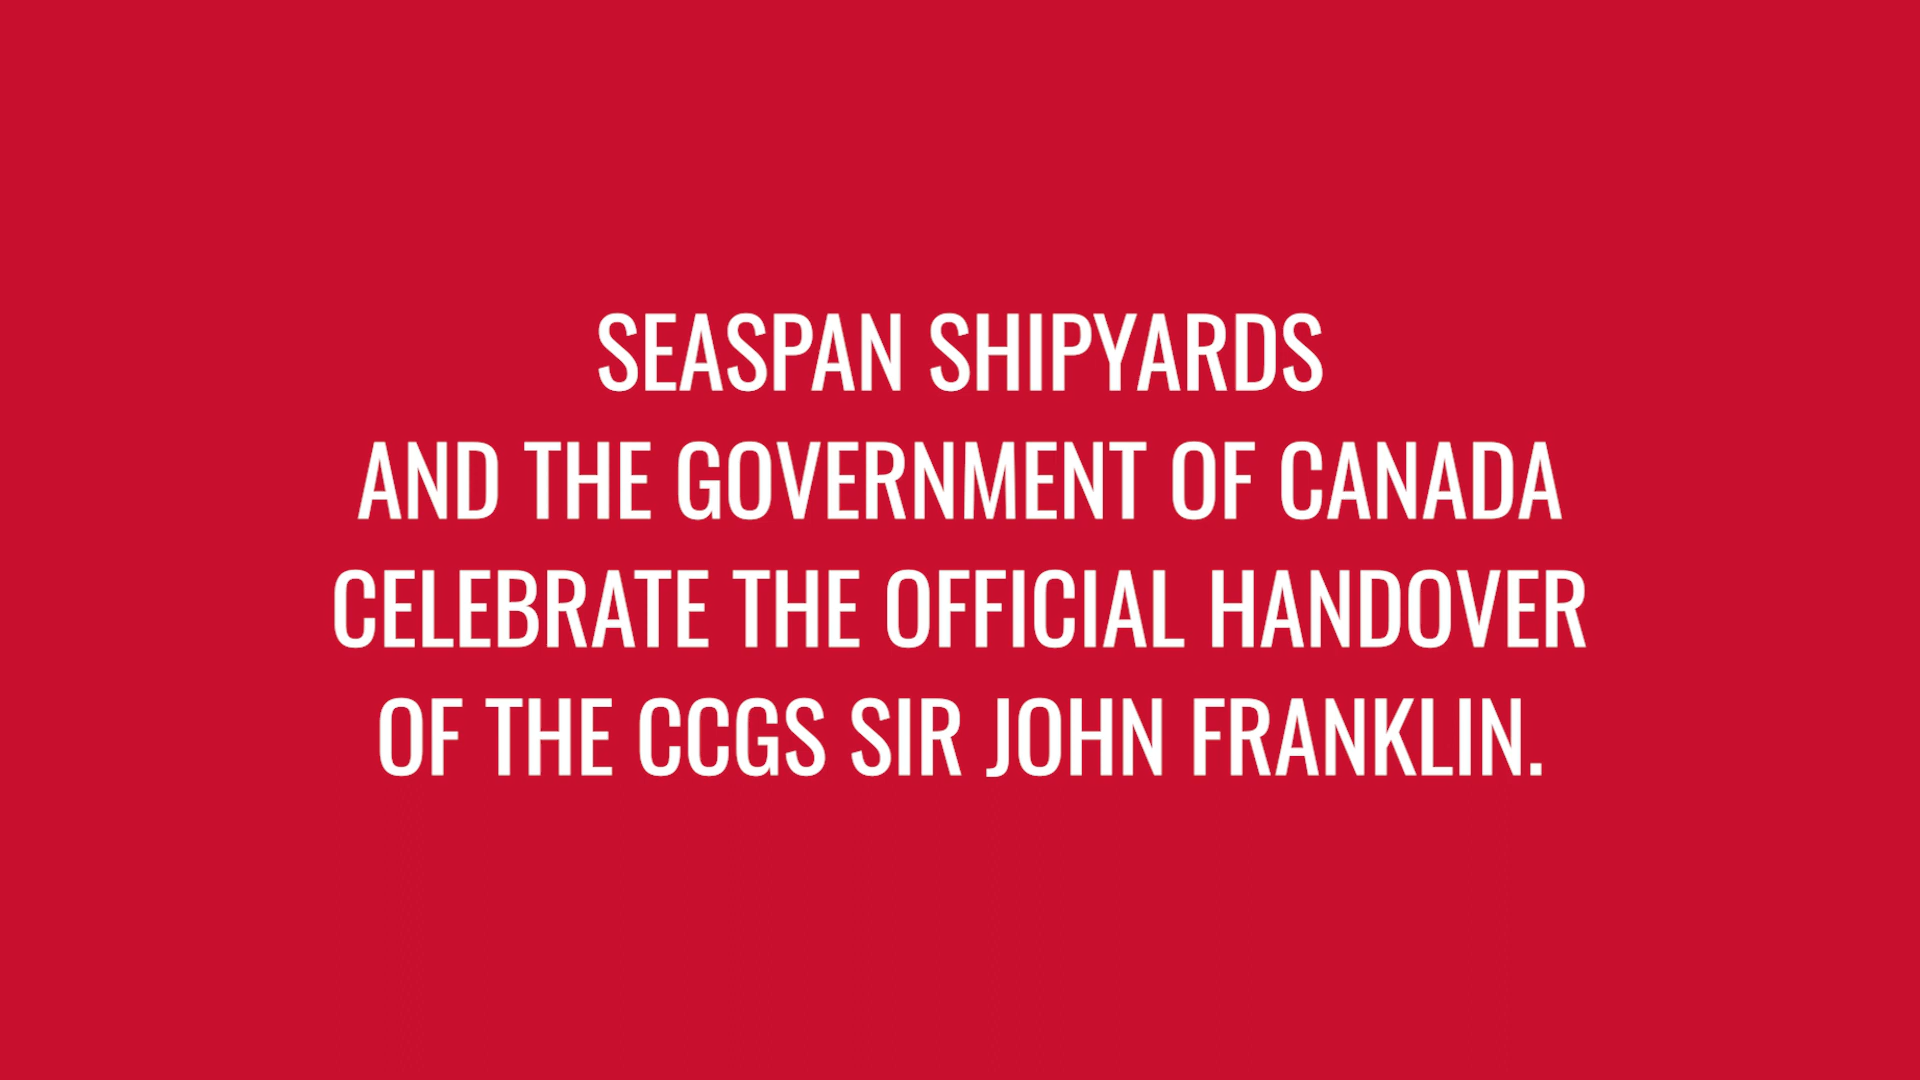 SEASPAN SHIPYARDS
AND THE GOVERNMENT OF CANADA
CELEBRATE THE OFFICIAL HANDOVER
OF THE CCGS SIR JOHN FRANKLIN.